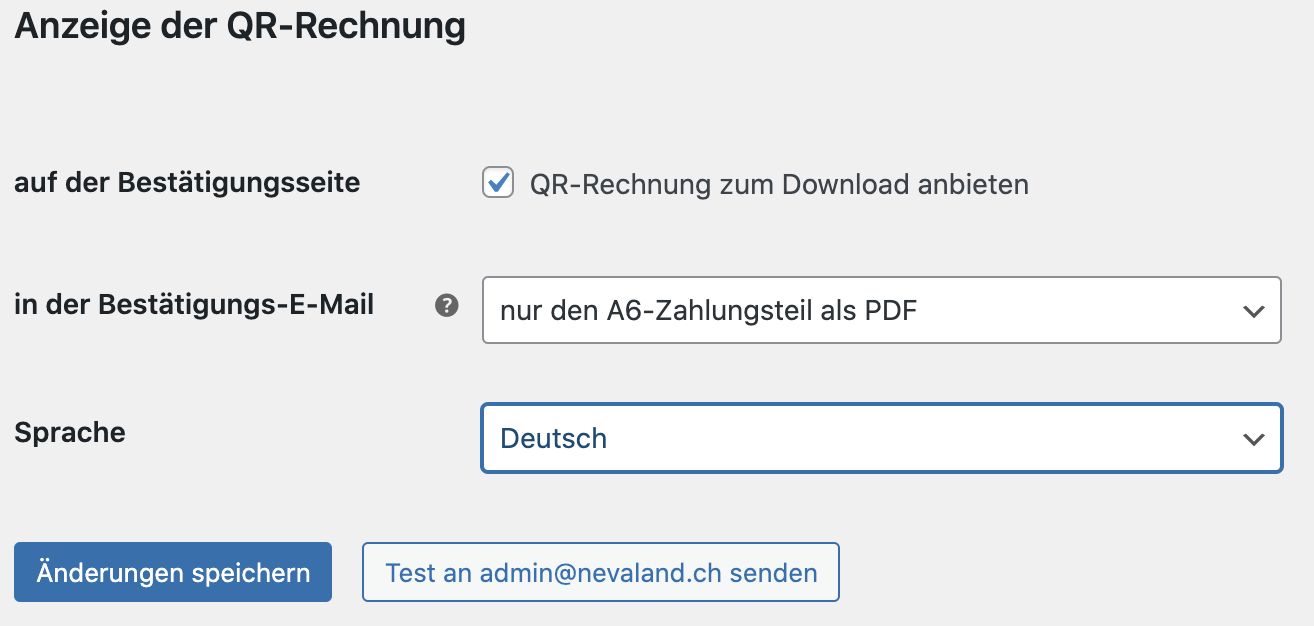 Anzeige der QR-Rechnung
auf der Bestätigungsseite
QR-Rechnung zum Download anbieten
in der Bestätigungs-E-Mail
?
nur den A6-Zahlungsteil als PDF
Sprache
Deutsch
Änderungen speichern
Test an admin@nevaland.ch senden